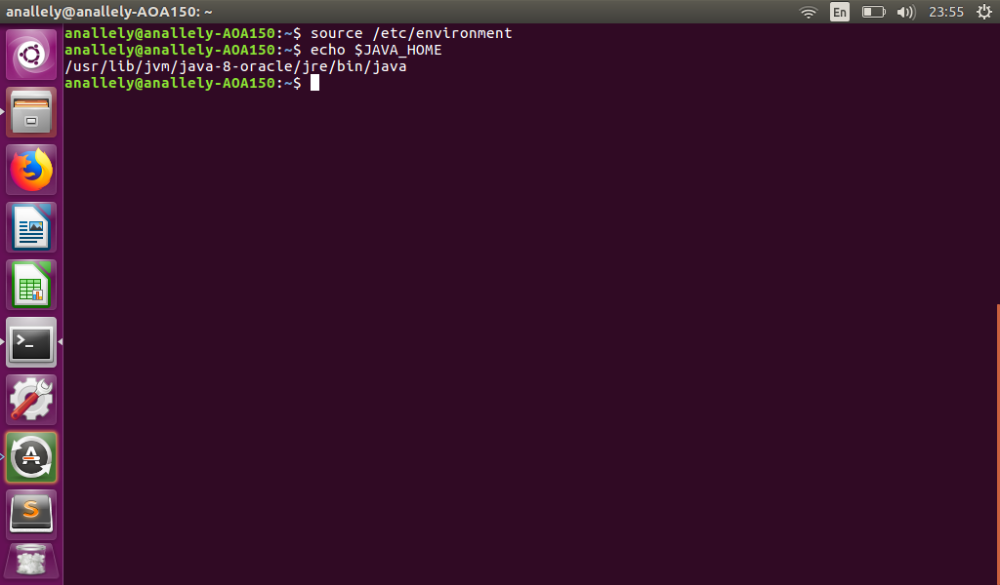 anallely@anallely-AOA150: ~
En
23:55
anallely@anallely-AOA150:~$ source /etc/environment
anallely@anallely-AOA150:~$ echo $JAVA_HOME
/usr/lib/jvm/java-8-oracle/jre/bin/java
anallely@anallely-AOA150:~$